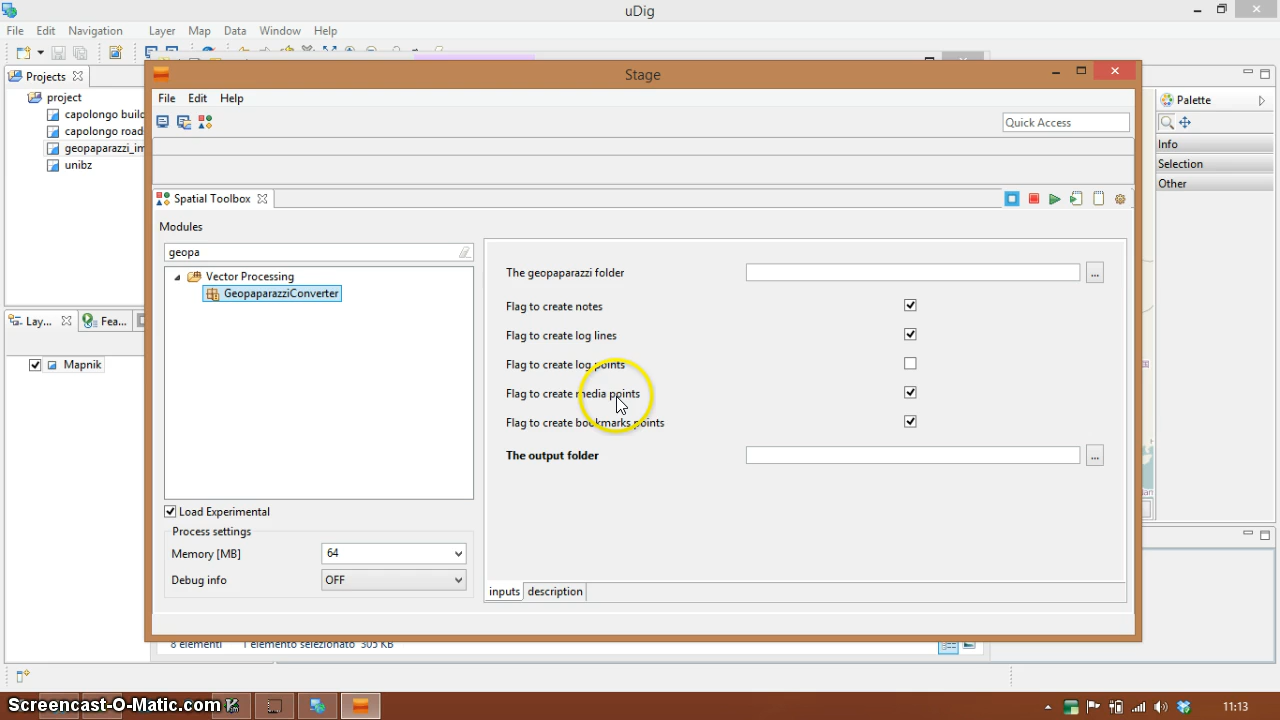 uDig
File Edit Navigation Layer Map Data Window Help
Projects
project
capolongo
capolongo road
geopaparazzi_im
unibz
Lay...
Fea...
Mapnik
Palette
Info
Selection
Other
Stage
File Edit Help
Quick Access
Spatial Toolbox
Modules
geopa
Vector Processing
GeopaparazziConverter
Load Experimental
Process settings
Memory [MB] 64
Debug info OFF
The geopaparazzi folder ...
Flag to create notes
Flag to create log lines
Flag to create log points
Flag to create media points
Flag to create bookmarks points
The output folder ...
inputs description
8 elementi 1 elemento selezionato 305 KB
Screencast-O-Matic.com
11:13